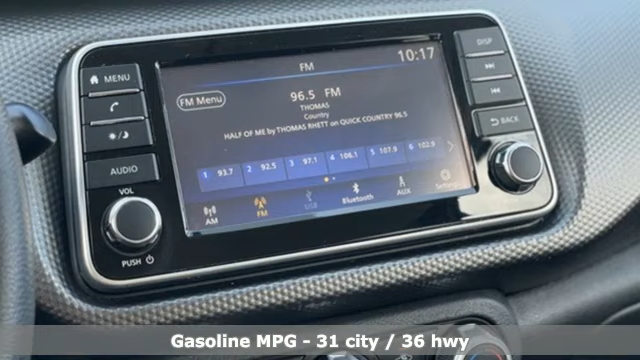 FM
10:17
DISP
MENU
FM Menu
96.5 FM
THOMAS
Country
HALF OF ME by THOMAS RHETT on QUICK COUNTRY 96.5
BACK
AUDIO
1 93.7 2 92.5 3 97.1 4 106.1 5 107.9 6 102.9
VOL
AM FM USB Bluetooth AUX Settings
PUSH
Gasoline MPG - 31 city / 36 hwy